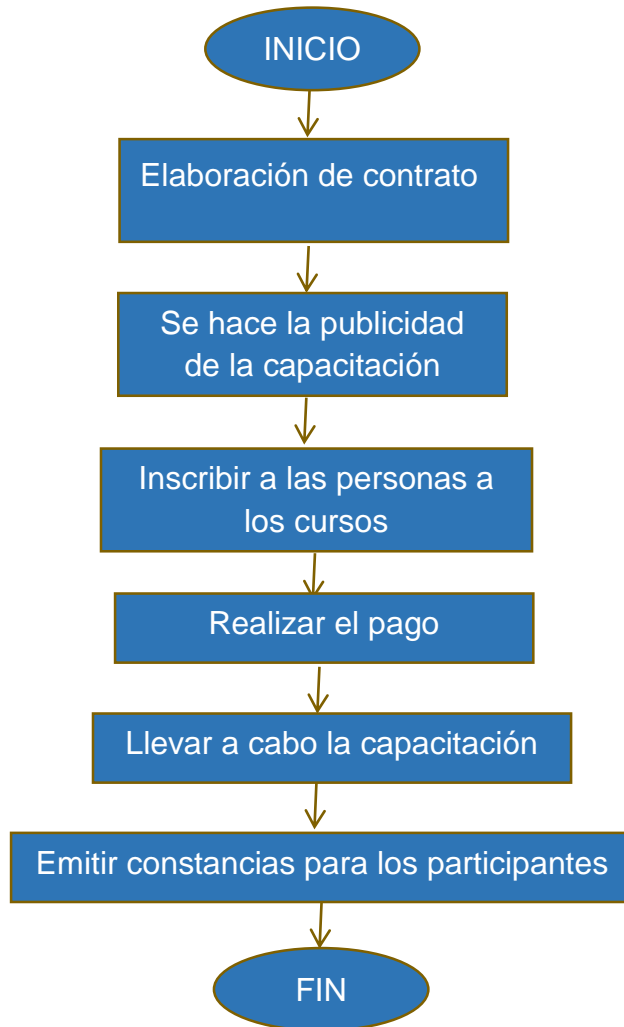 INICIO
Elaboración de contrato
Se hace la publicidad
de la capacitación
Inscribir a las personas a
los cursos
Realizar el pago
Llevar a cabo la capacitación
Emitir constancias para los participantes
FIN